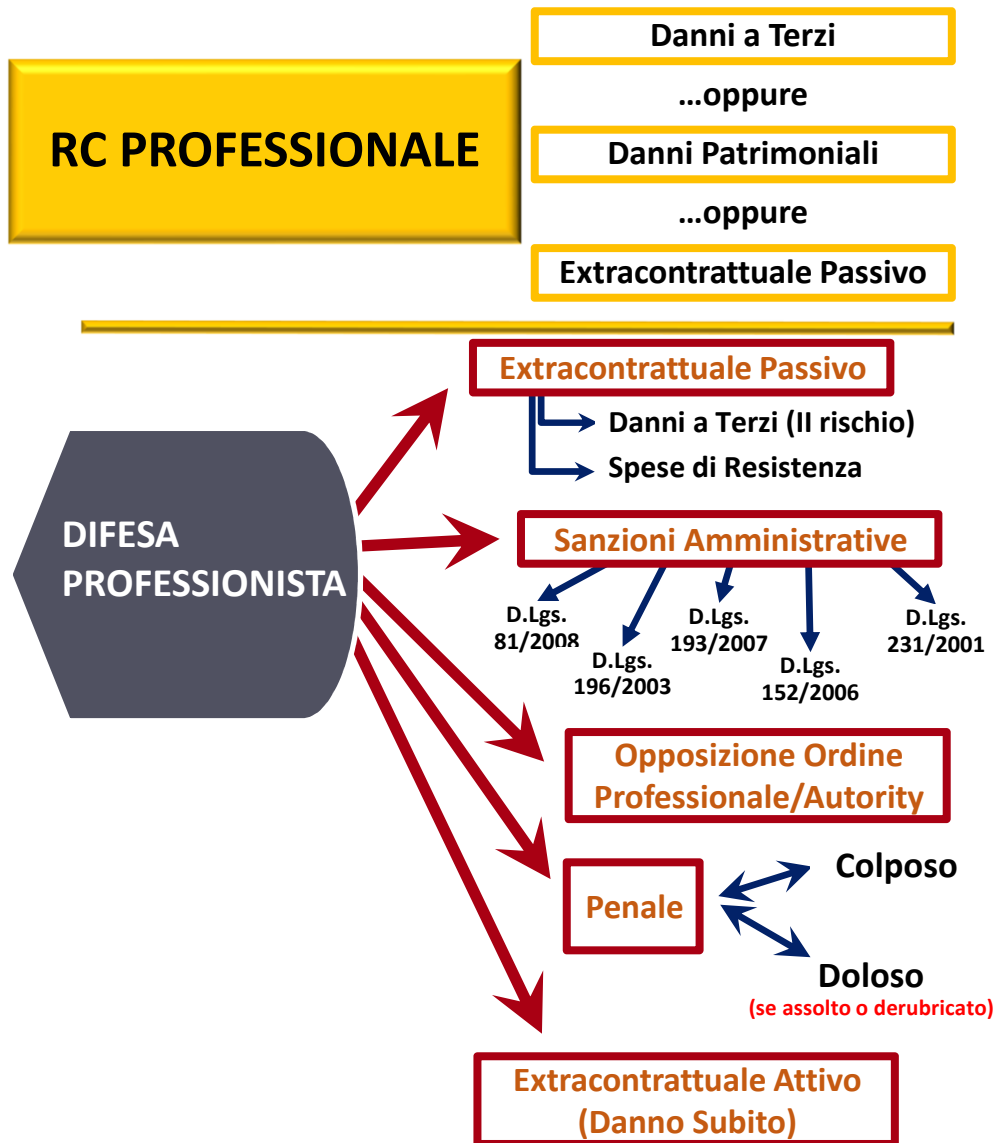 RC PROFESSIONALE
Danni a Terzi
...oppure
Danni Patrimoniali
...oppure
Extracontrattuale Passivo
DIFESA
PROFESSIONISTA
Extracontrattuale Passivo
Danni a Terzi (II rischio)
Spese di Resistenza
Sanzioni Amministrative
D.Lgs.
81/2008
D.Lgs.
196/2003
D.Lgs.
193/2007
D.Lgs.
152/2006
D.Lgs.
231/2001
Opposizione Ordine
Professionale/Autority
Penale
Colposo
Doloso
(se assolto o derubricato)
Extracontrattuale Attivo
(Danno Subito)